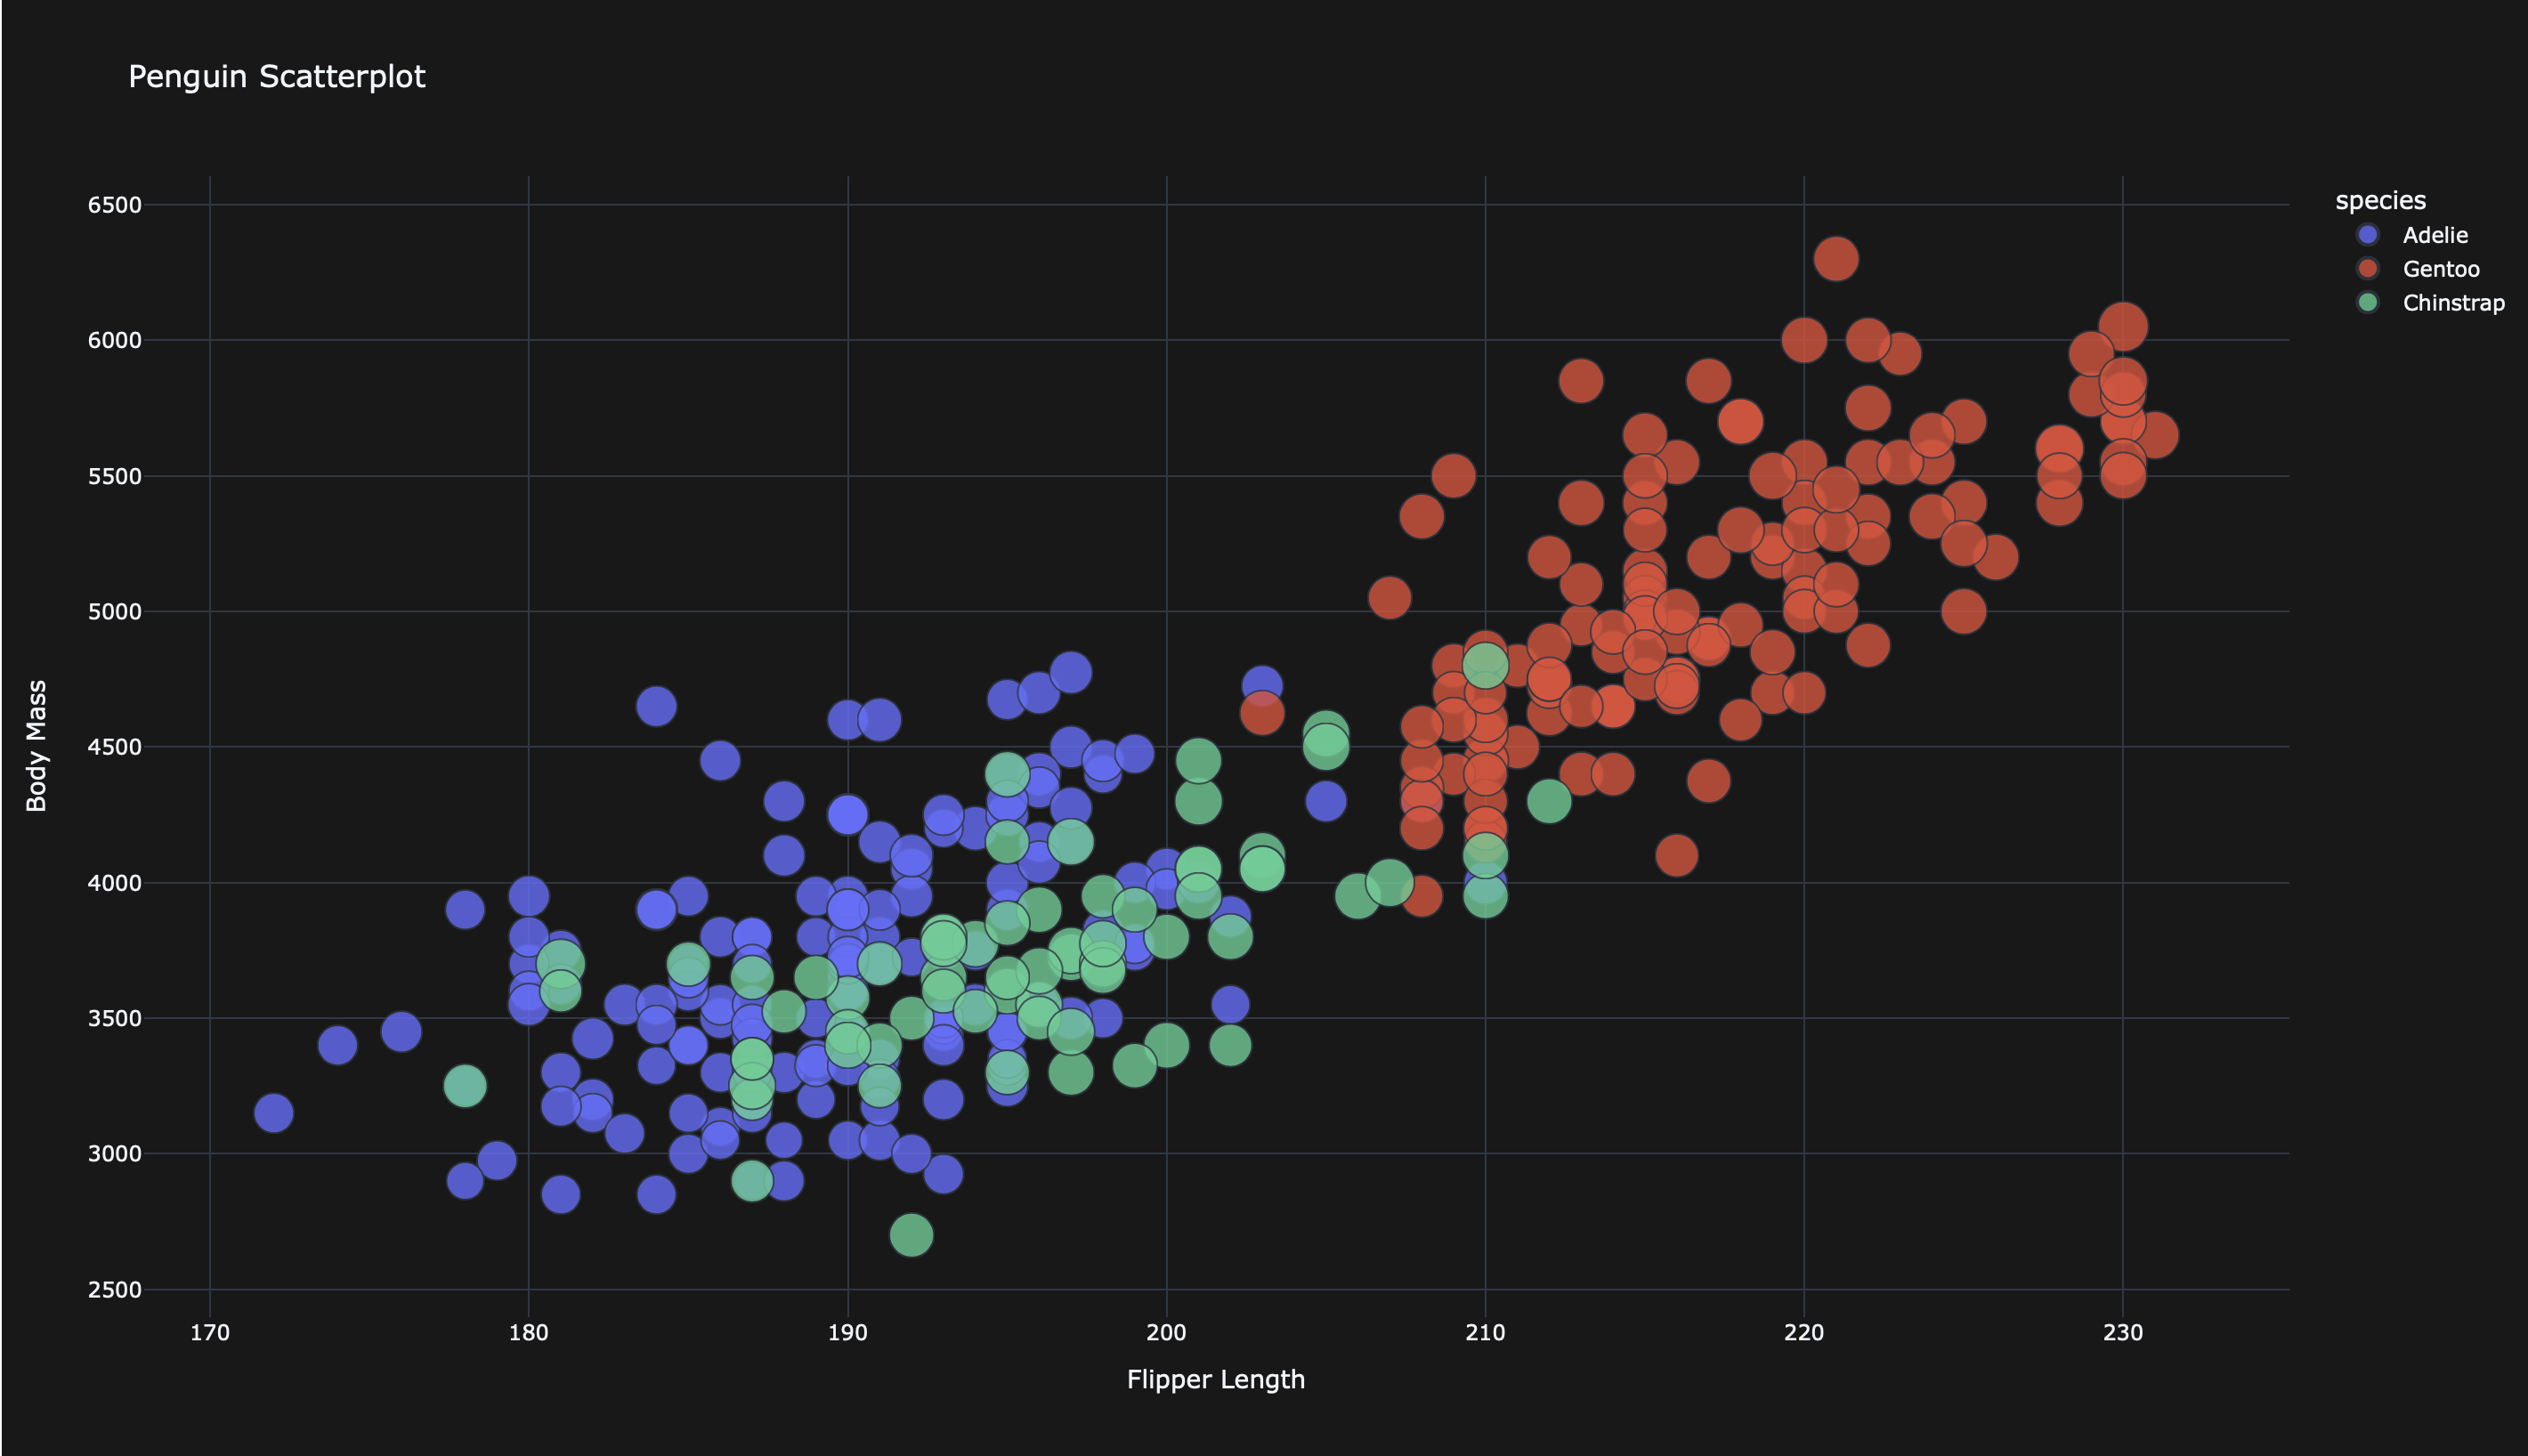 Penguin Scatterplot
6500
6000
5500
5000
4500
4000
3500
3000
2500
Body Mass
170 180 190 200 210 220 230
Flipper Length
species
Adelie
Gentoo
Chinstrap